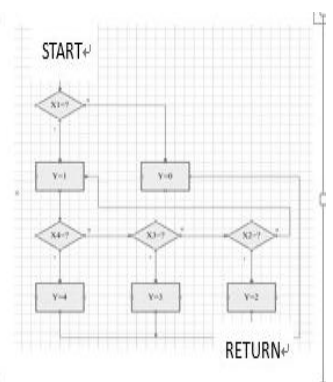 START↵
X1=?
Y=1
Y=0
X4=?
X3=?
X2=?
Y=4
Y=3
Y=2
RETURN↵